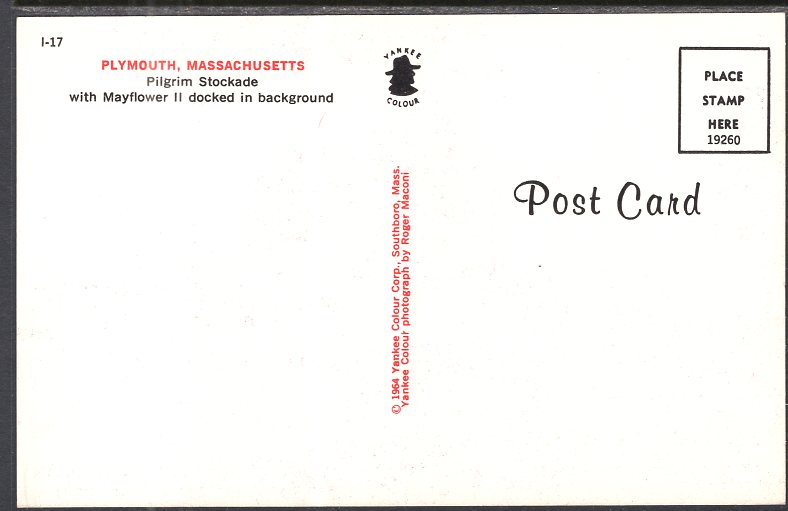 I-17
PLYMOUTH, MASSACHUSETTS
Pilgrim Stockade
with Mayflower II docked in background
YANKEE
COLOUR
© 1964 Yankee Colour Corp., Southboro, Mass.
Yankee Colour photograph by Roger Maconi
PLACE
STAMP
HERE
19260
Post Card